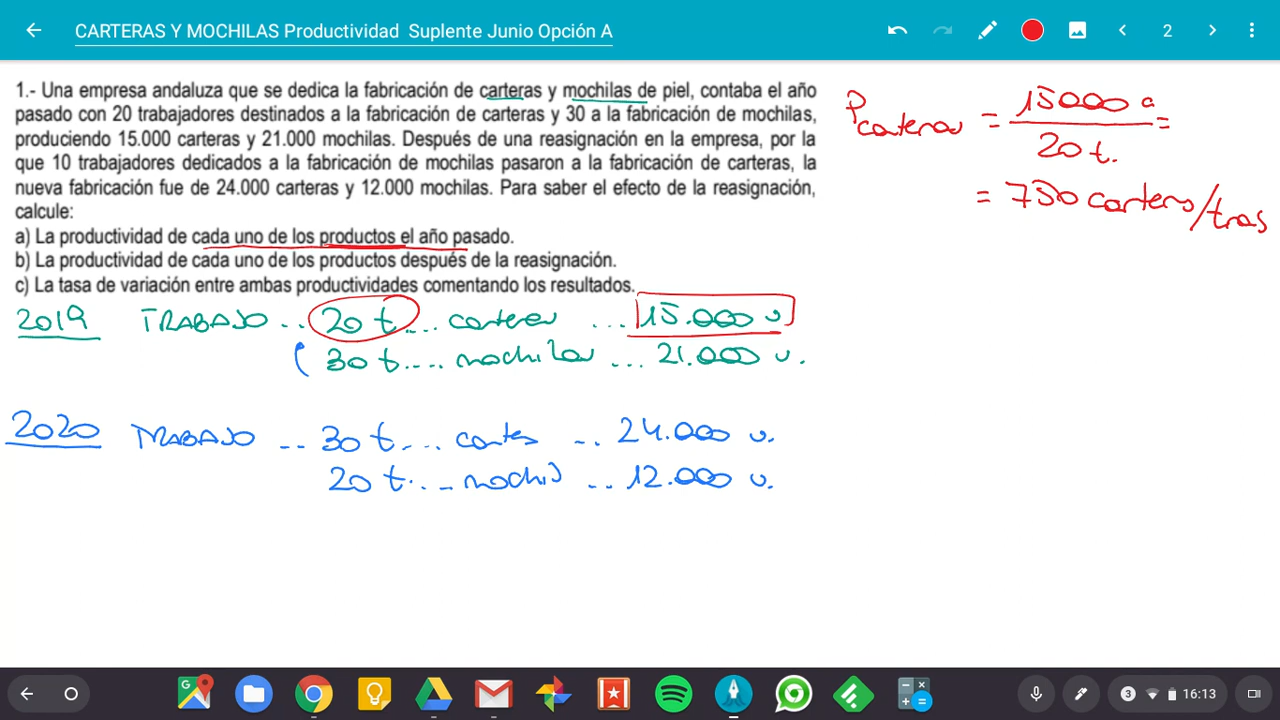 CARTERAS Y MOCHILAS Productividad Suplente Junio Opción A
2
1.- Una empresa andaluza que se dedica la fabricación de carteras y mochilas de piel, contaba el año
pasado con 20 trabajadores destinados a la fabricación de carteras y 30 a la fabricación de mochilas,
produciendo 15.000 carteras y 21.000 mochilas. Después de una reasignación en la empresa, por la
que 10 trabajadores dedicados a la fabricación de mochilas pasaron a la fabricación de carteras, la
nueva fabricación fue de 24.000 carteras y 12.000 mochilas. Para saber el efecto de la reasignación,
calcule:
a) La productividad de cada uno de los productos el año pasado.
b) La productividad de cada uno de los productos después de la reasignación.
c) La tasa de variación entre ambas productividades comentando los resultados.
2019 TRABAJO .. 20 t... carteras ... 15.000 u.
(30 t.... mochilas ... 21.000 u.
2020 TRABAJO .. 30 t... cartes .. 24.000 u.
20 t... mochi) .. 12.000 u.
P carteras = 15000 c / 20 t. =
= 750 carteras/tras
3 16:13